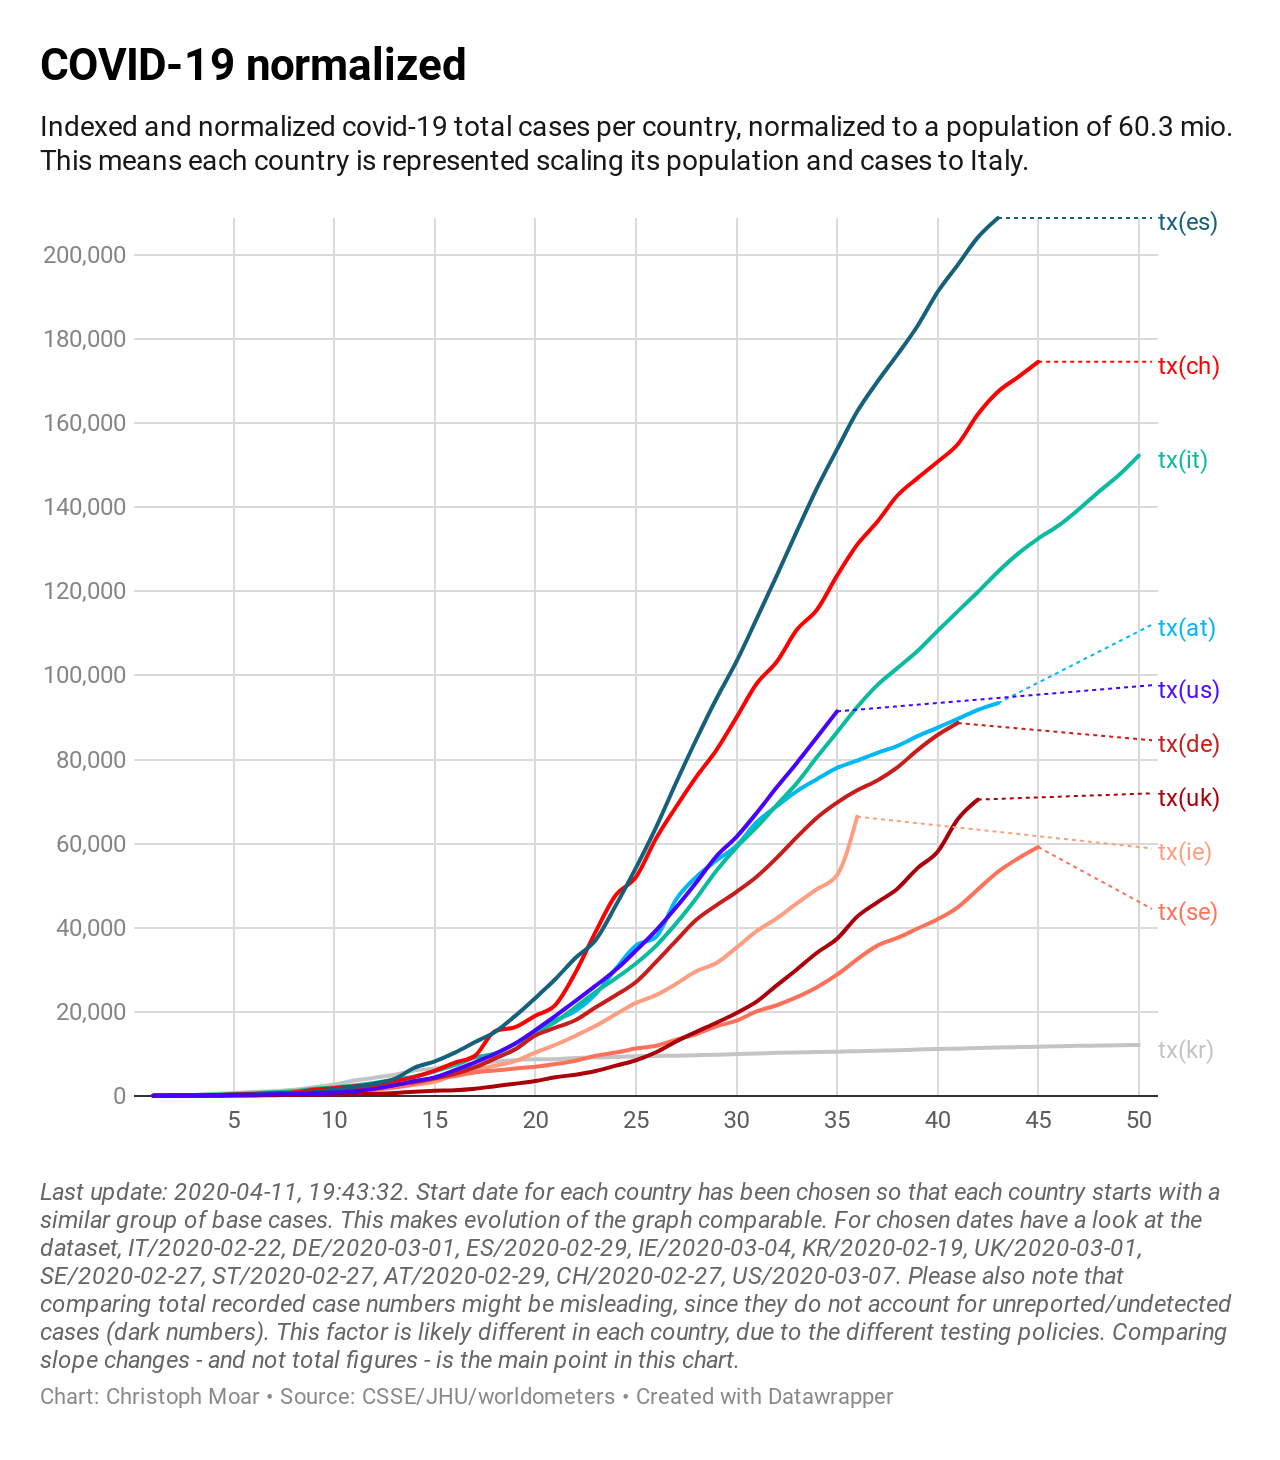 COVID-19 normalized
Indexed and normalized covid-19 total cases per country, normalized to a population of 60.3 mio.
This means each country is represented scaling its population and cases to Italy.
tx(es)
200,000
180,000
tx(ch)
160,000
tx(it)
140,000
120,000
tx(at)
100,000
tx(us)
tx(de)
80,000
tx(uk)
60,000
tx(ie)
tx(se)
40,000
20,000
tx(kr)
0
5 10 15 20 25 30 35 40 45 50
Last update: 2020-04-11, 19:43:32. Start date for each country has been chosen so that each country starts with a
similar group of base cases. This makes evolution of the graph comparable. For chosen dates have a look at the
dataset, IT/2020-02-22, DE/2020-03-01, ES/2020-02-29, IE/2020-03-04, KR/2020-02-19, UK/2020-03-01,
SE/2020-02-27, ST/2020-02-27, AT/2020-02-29, CH/2020-02-27, US/2020-03-07. Please also note that
comparing total recorded case numbers might be misleading, since they do not account for unreported/undetected
cases (dark numbers). This factor is likely different in each country, due to the different testing policies. Comparing
slope changes - and not total figures - is the main point in this chart.
Chart: Christoph Moar • Source: CSSE/JHU/worldometers • Created with Datawrapper